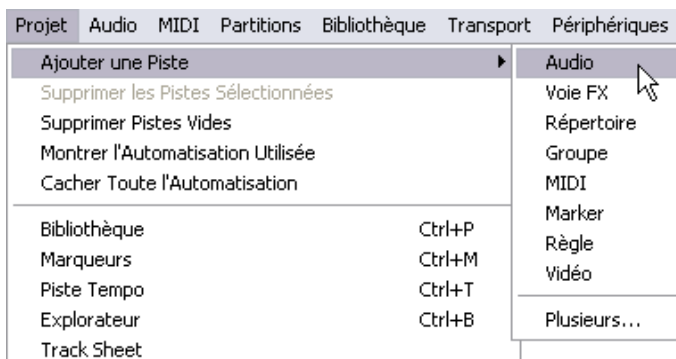 Projet Audio MIDI Partitions Bibliothèque Transport Périphériques
Ajouter une Piste
Supprimer les Pistes Sélectionnées
Supprimer Pistes Vides
Montrer l'Automatisation Utilisée
Cacher Toute l'Automatisation
Bibliothèque Ctrl+P
Marqueurs Ctrl+M
Piste Tempo Ctrl+T
Explorateur Ctrl+B
Track Sheet
Audio
Voie FX
Répertoire
Groupe
MIDI
Marker
Règle
Vidéo
Plusieurs...